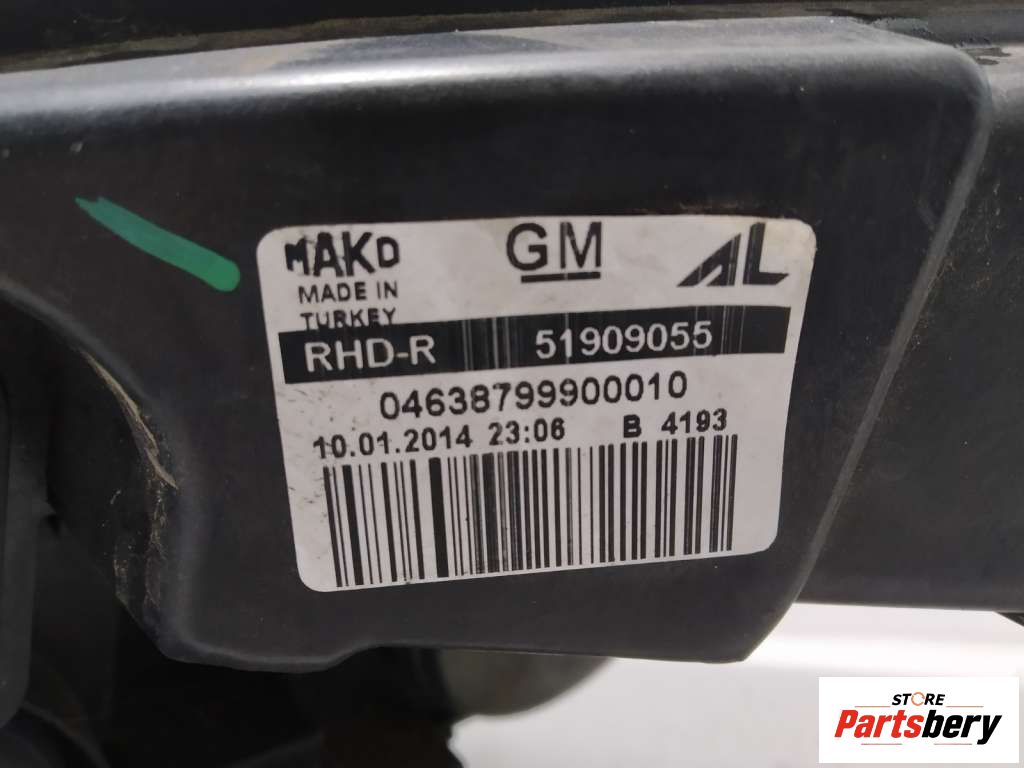 MAKO GM AL
MADE IN
TURKEY
RHD-R 51909055
04638799900010
10.01.2014 23:06 B 4193
STORE
Partsbery